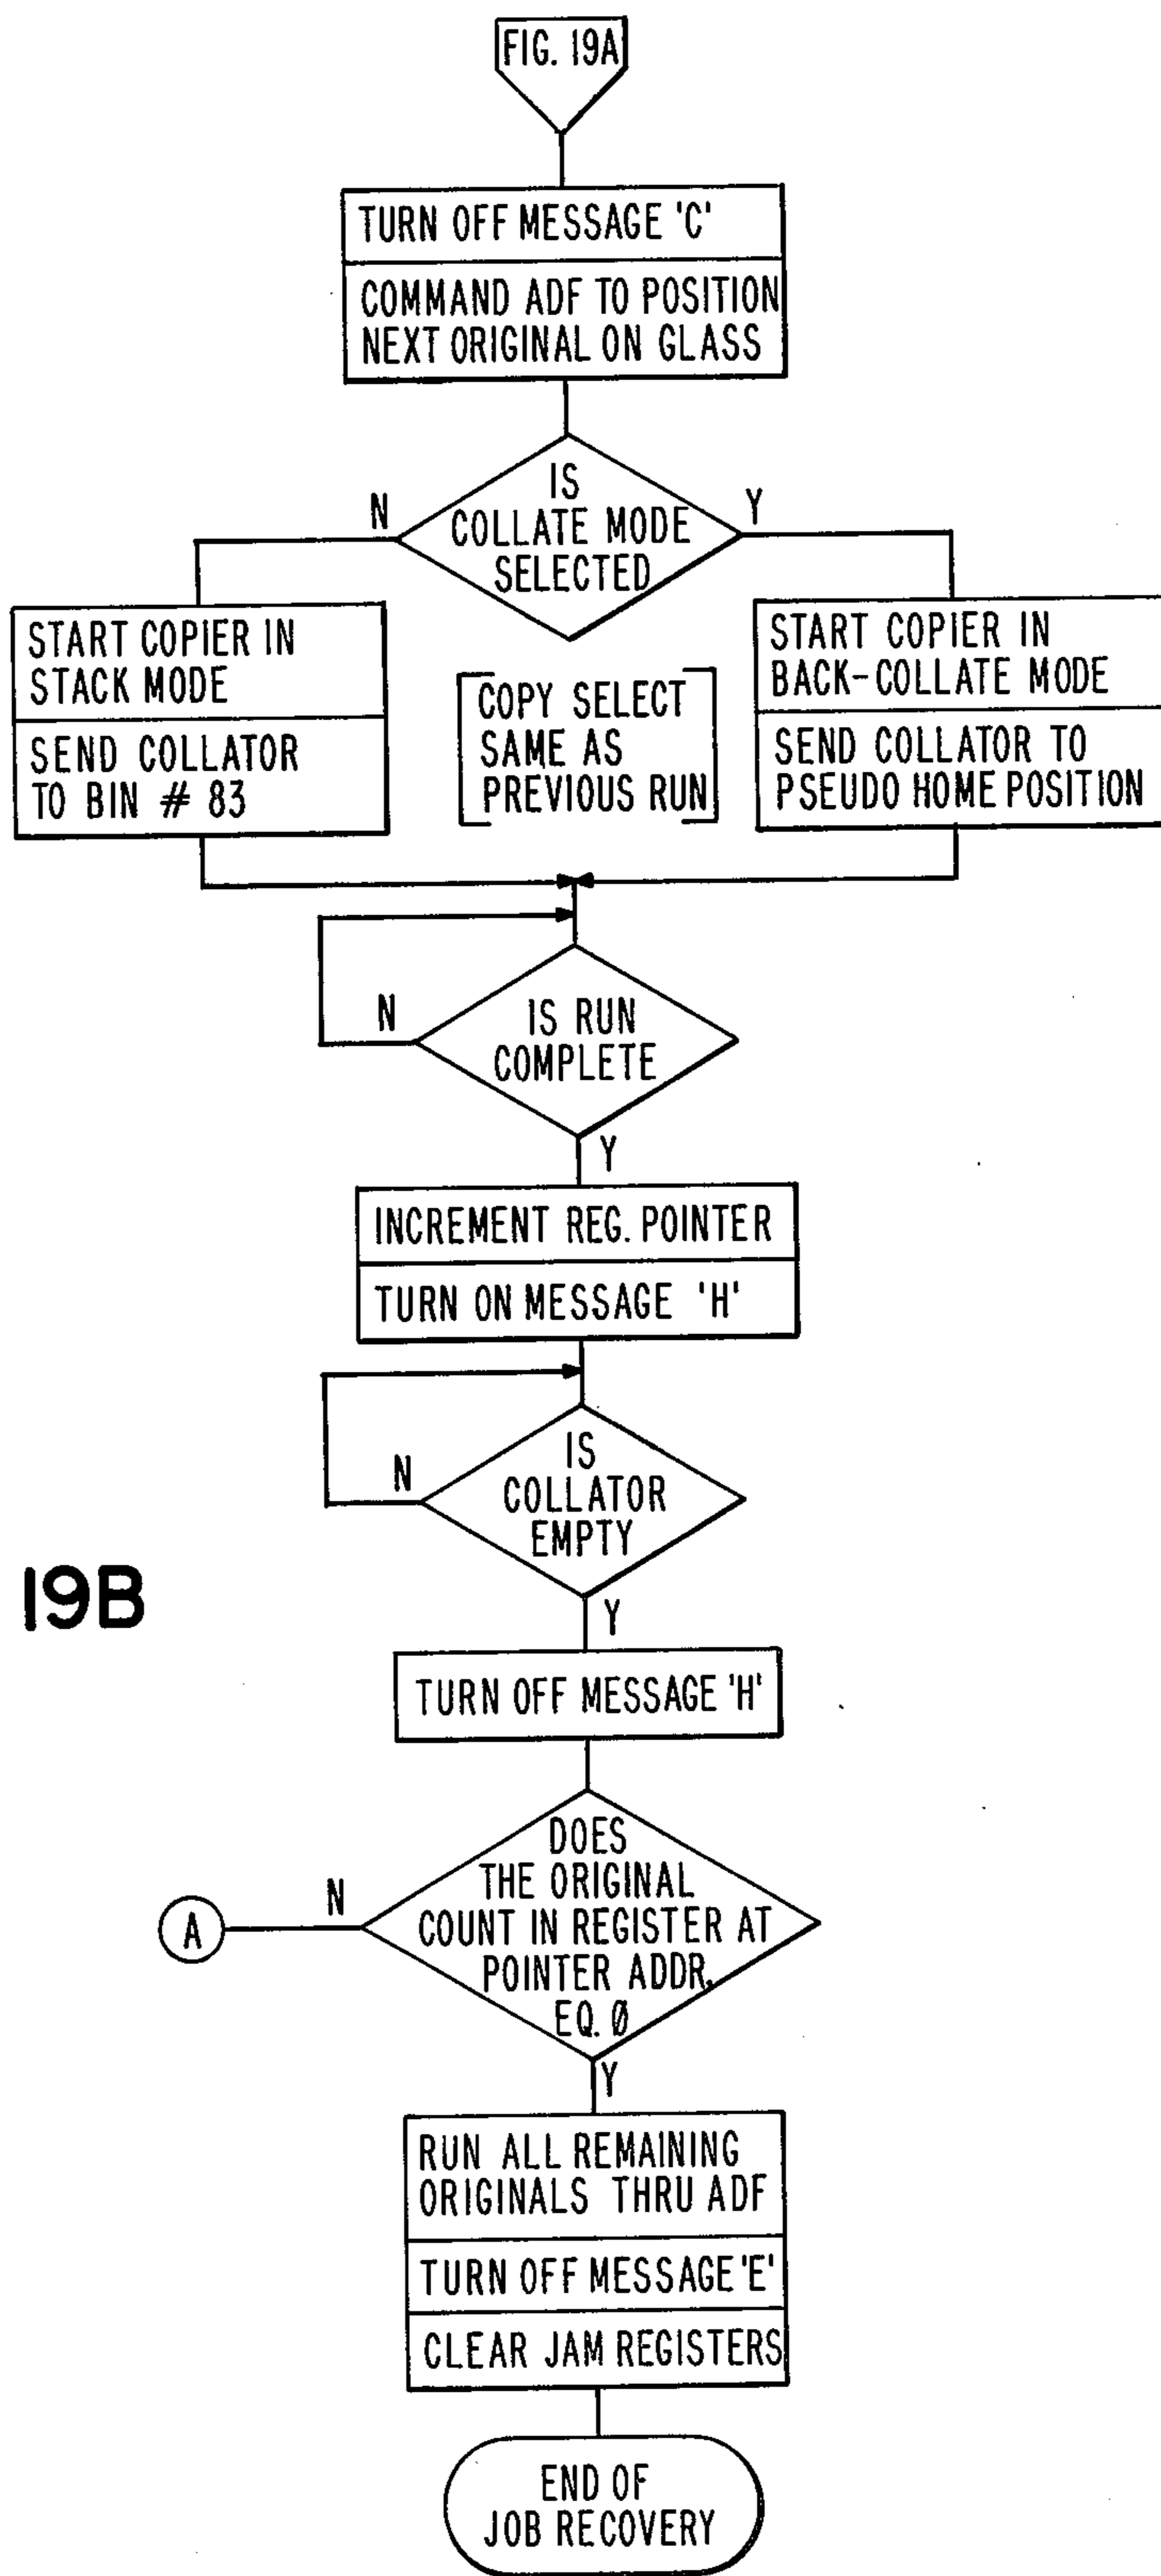 FIG. 19A
TURN OFF MESSAGE 'C'
COMMAND ADF TO POSITION
NEXT ORIGINAL ON GLASS
IS
COLLATE MODE
SELECTED
N
Y
START COPIER IN
STACK MODE
SEND COLLATOR
TO BIN # 83
COPY SELECT
SAME AS
PREVIOUS RUN
START COPIER IN
BACK-COLLATE MODE
SEND COLLATOR TO
PSEUDO HOME POSITION
IS RUN
COMPLETE
N
Y
INCREMENT REG. POINTER
TURN ON MESSAGE 'H'
IS
COLLATOR
EMPTY
N
Y
19B
TURN OFF MESSAGE 'H'
DOES
THE ORIGINAL
COUNT IN REGISTER AT
POINTER ADDR.
EQ. Ø
N
A
Y
RUN ALL REMAINING
ORIGINALS THRU ADF
TURN OFF MESSAGE 'E'
CLEAR JAM REGISTERS
END OF
JOB RECOVERY